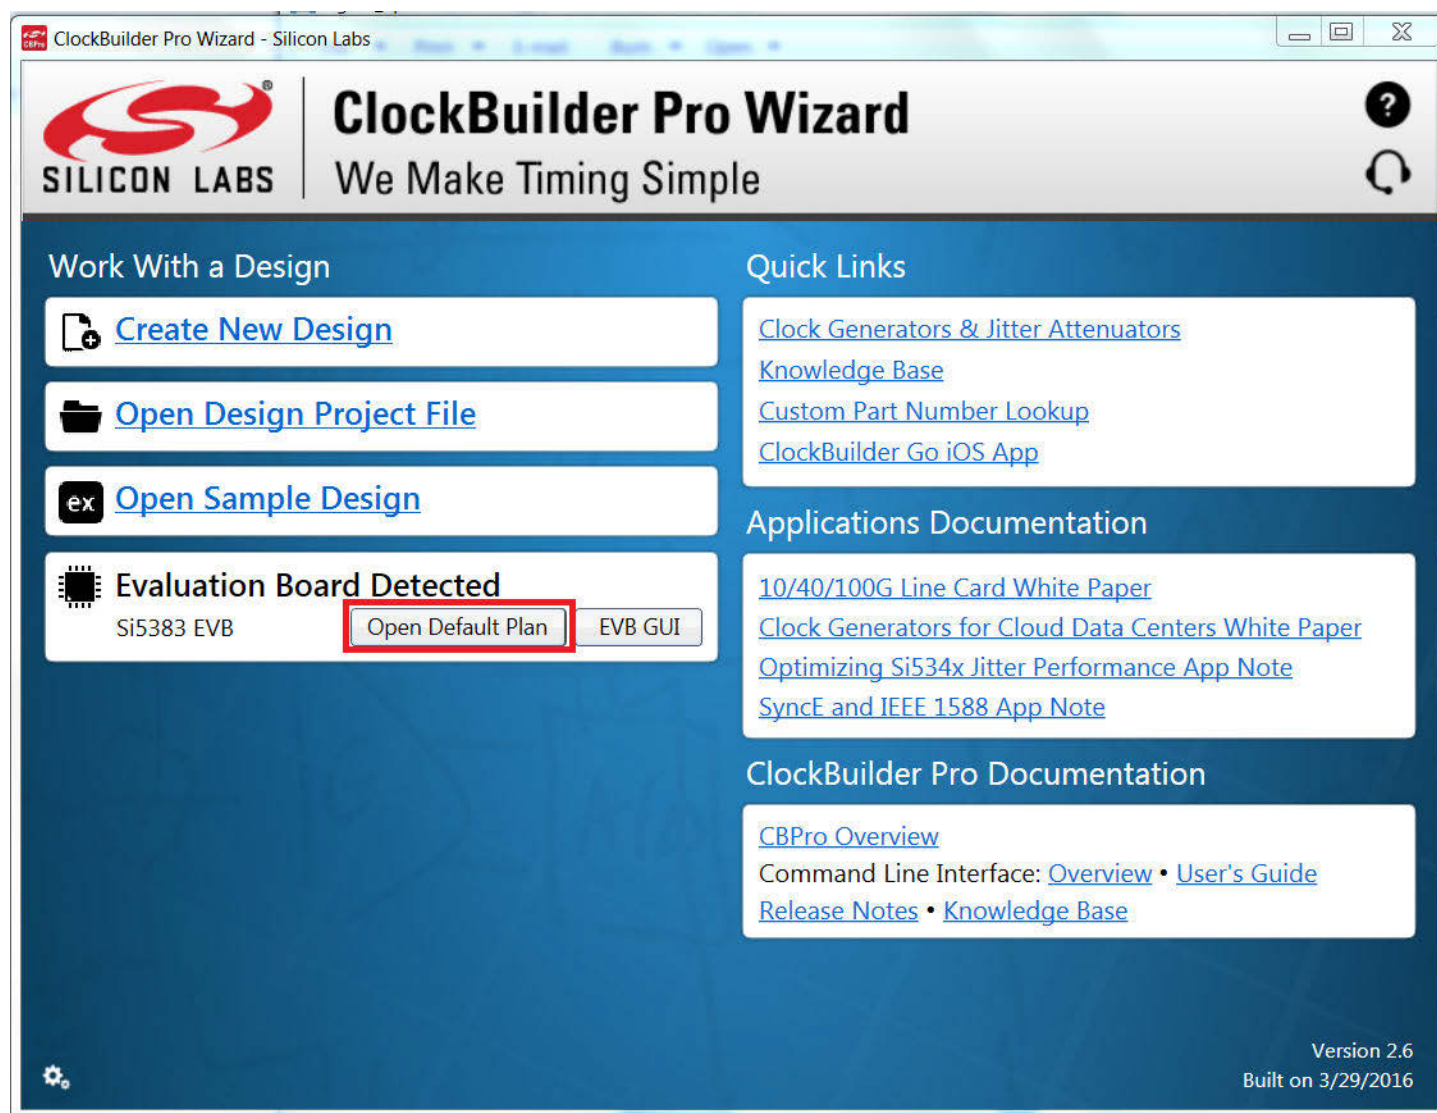 ClockBuilder Pro Wizard - Silicon Labs
SILICON LABS
ClockBuilder Pro Wizard
We Make Timing Simple
Work With a Design
Create New Design
Open Design Project File
ex Open Sample Design
Evaluation Board Detected
Si5383 EVB Open Default Plan EVB GUI
Quick Links
Clock Generators & Jitter Attenuators
Knowledge Base
Custom Part Number Lookup
ClockBuilder Go iOS App
Applications Documentation
10/40/100G Line Card White Paper
Clock Generators for Cloud Data Centers White Paper
Optimizing Si534x Jitter Performance App Note
SyncE and IEEE 1588 App Note
ClockBuilder Pro Documentation
CBPro Overview
Command Line Interface: Overview • User's Guide
Release Notes • Knowledge Base
Version 2.6
Built on 3/29/2016